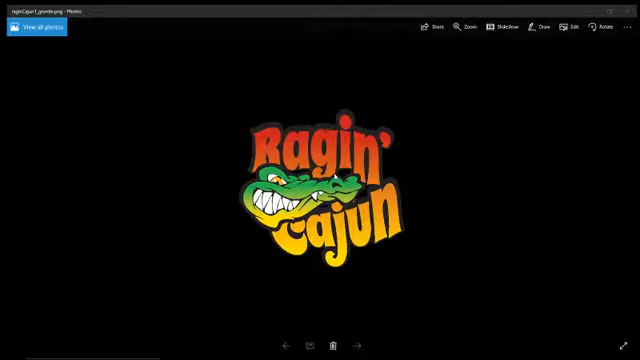 raginCajun1_grande.png - Photos
View all photos
Share
Zoom
Slideshow
Draw
Edit
Rotate
Ragin'
Cajun